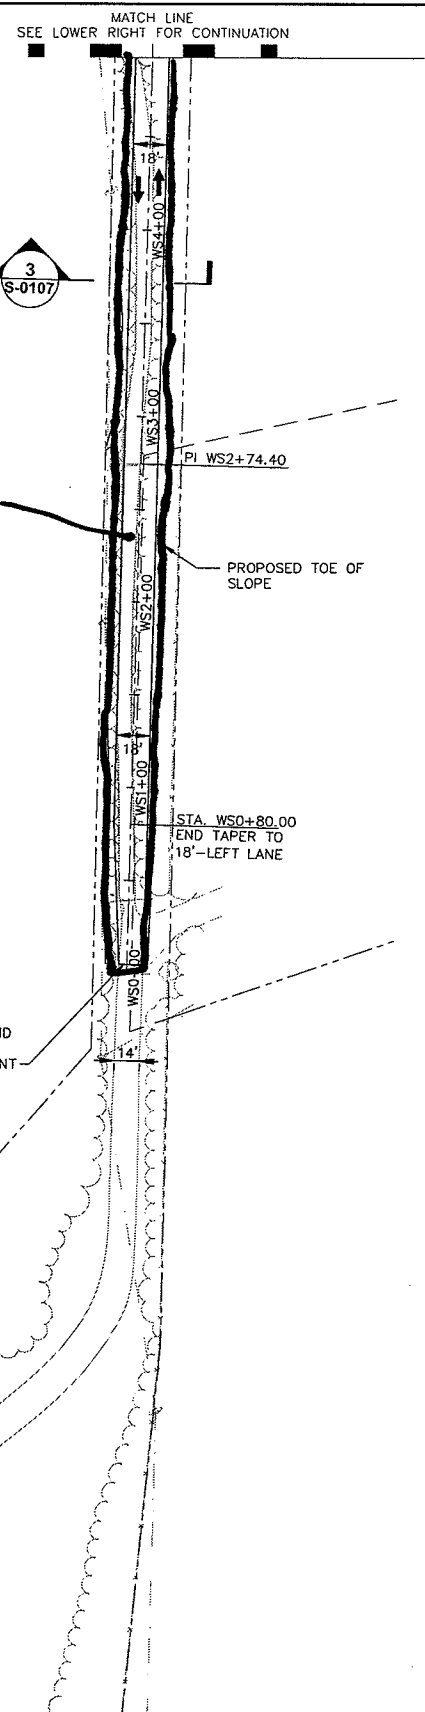 MATCH LINE
SEE LOWER RIGHT FOR CONTINUATION
18'
WS4+00
3
S-0107
WS3+00
PI WS2+74.40
PROPOSED TOE OF
SLOPE
WS2+00
18'
WS1+00
STA. WS0+80.00
END TAPER TO
18'-LEFT LANE
WS0+00
14'